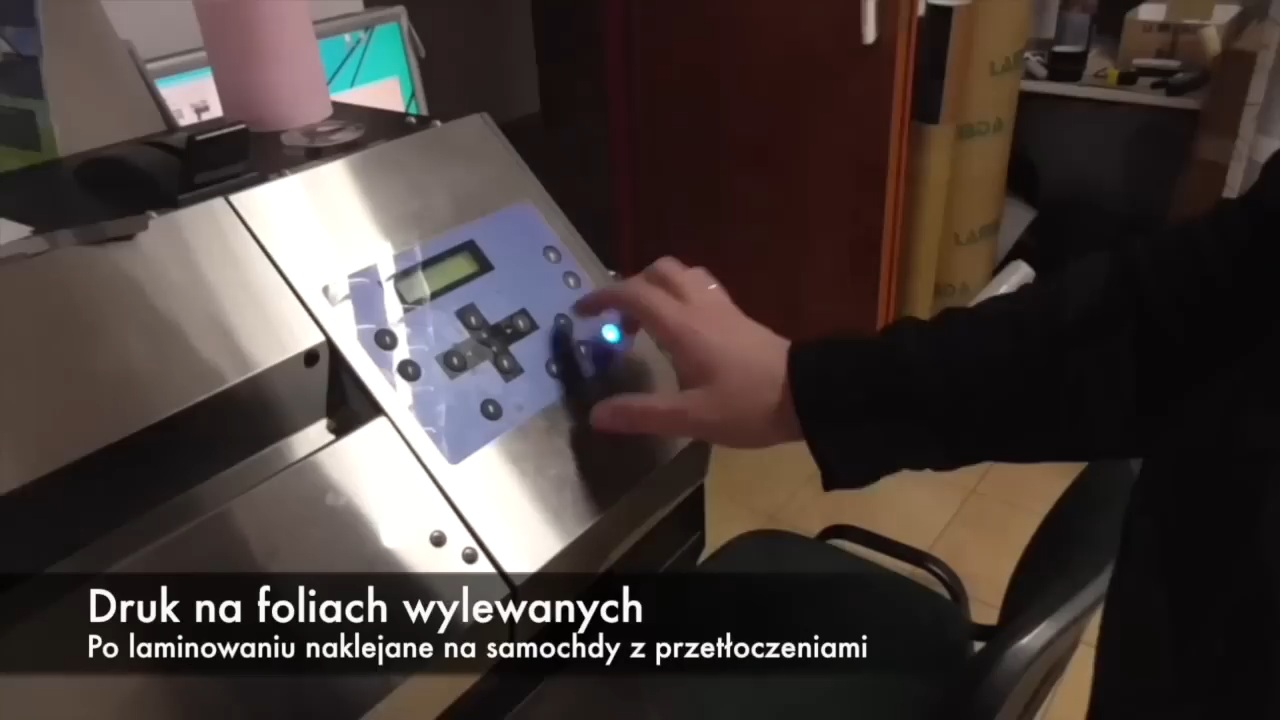 Druk na foliach wylewanych
Po laminowaniu naklejane na samochdy z przetłoczeniami